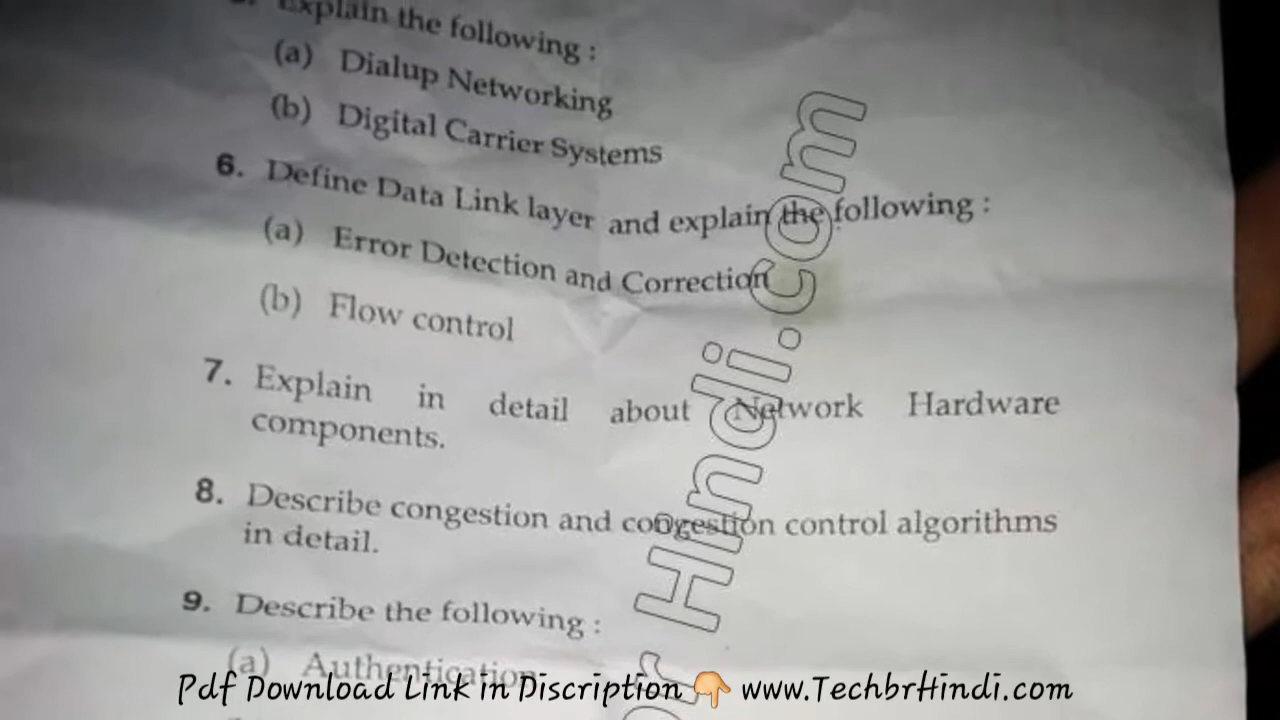 Explain the following :
(a) Dialup Networking
(b) Digital Carrier Systems
6. Define Data Link layer and explain the following :
(a) Error Detection and Correction
(b) Flow control
7. Explain in detail about Network Hardware
components.
8. Describe congestion and congestion control algorithms
in detail.
9. Describe the following :
(a) Authentication
Hindi.com
Pdf Download Link in Discription 👇 www.TechbrHindi.com